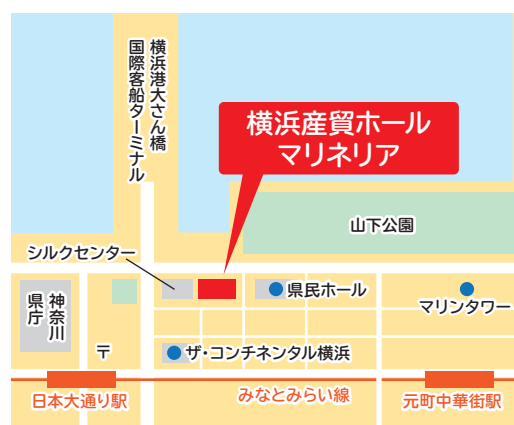 横浜港大さん橋
国際客船ターミナル
横浜産貿ホール
マリネリア
山下公園
シルクセンター
県民ホール
マリンタワー
神奈川
県庁
〒
ザ・コンチネンタル横浜
みなとみらい線
日本大通り駅
元町中華街駅